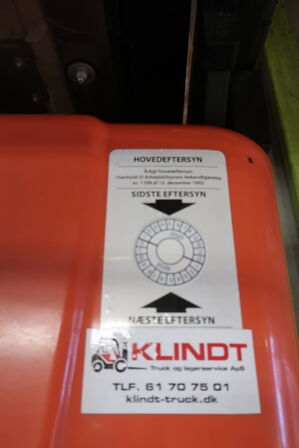 HOVEDEFTERSYN
Årligt hovedeftersyn
i henhold til Arbejdstilsynets bekendtgørelse
nr. 1109 af 15. december 1992
SIDSTE EFTERSYN
NÆSTE EFTERSYN
KLINDT
Truck og lagerservice ApS
TLF. 61 70 75 01
klindt-truck.dk